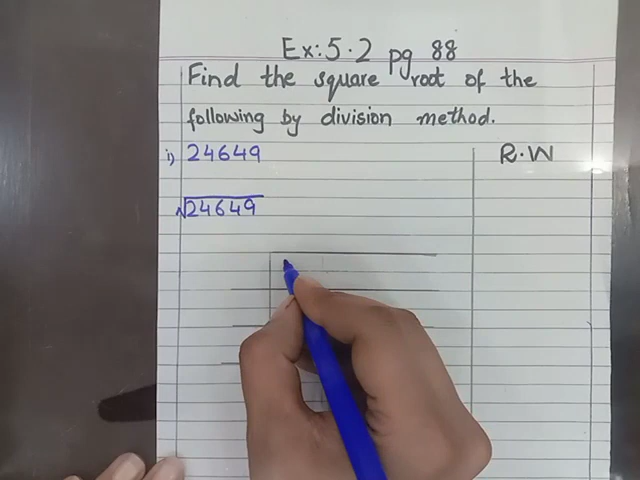 Ex: 5.2 pg 88
Find the square root of the
following by division method.
i) 24649 R.W
√24649